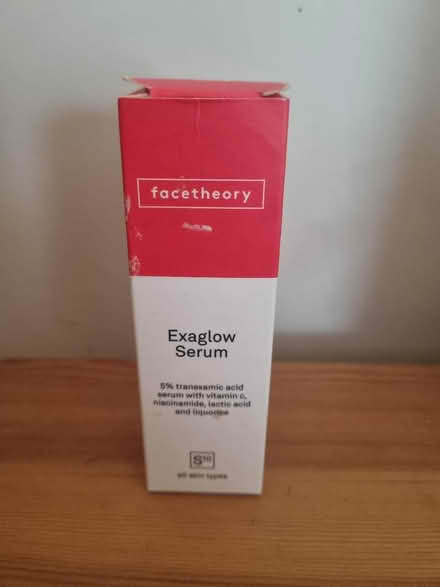 facetheory
Exaglow
Serum
5% tranexamic acid
serum with vitamin c,
niacinamide, lactic acid
and liquorice
S10
all skin types